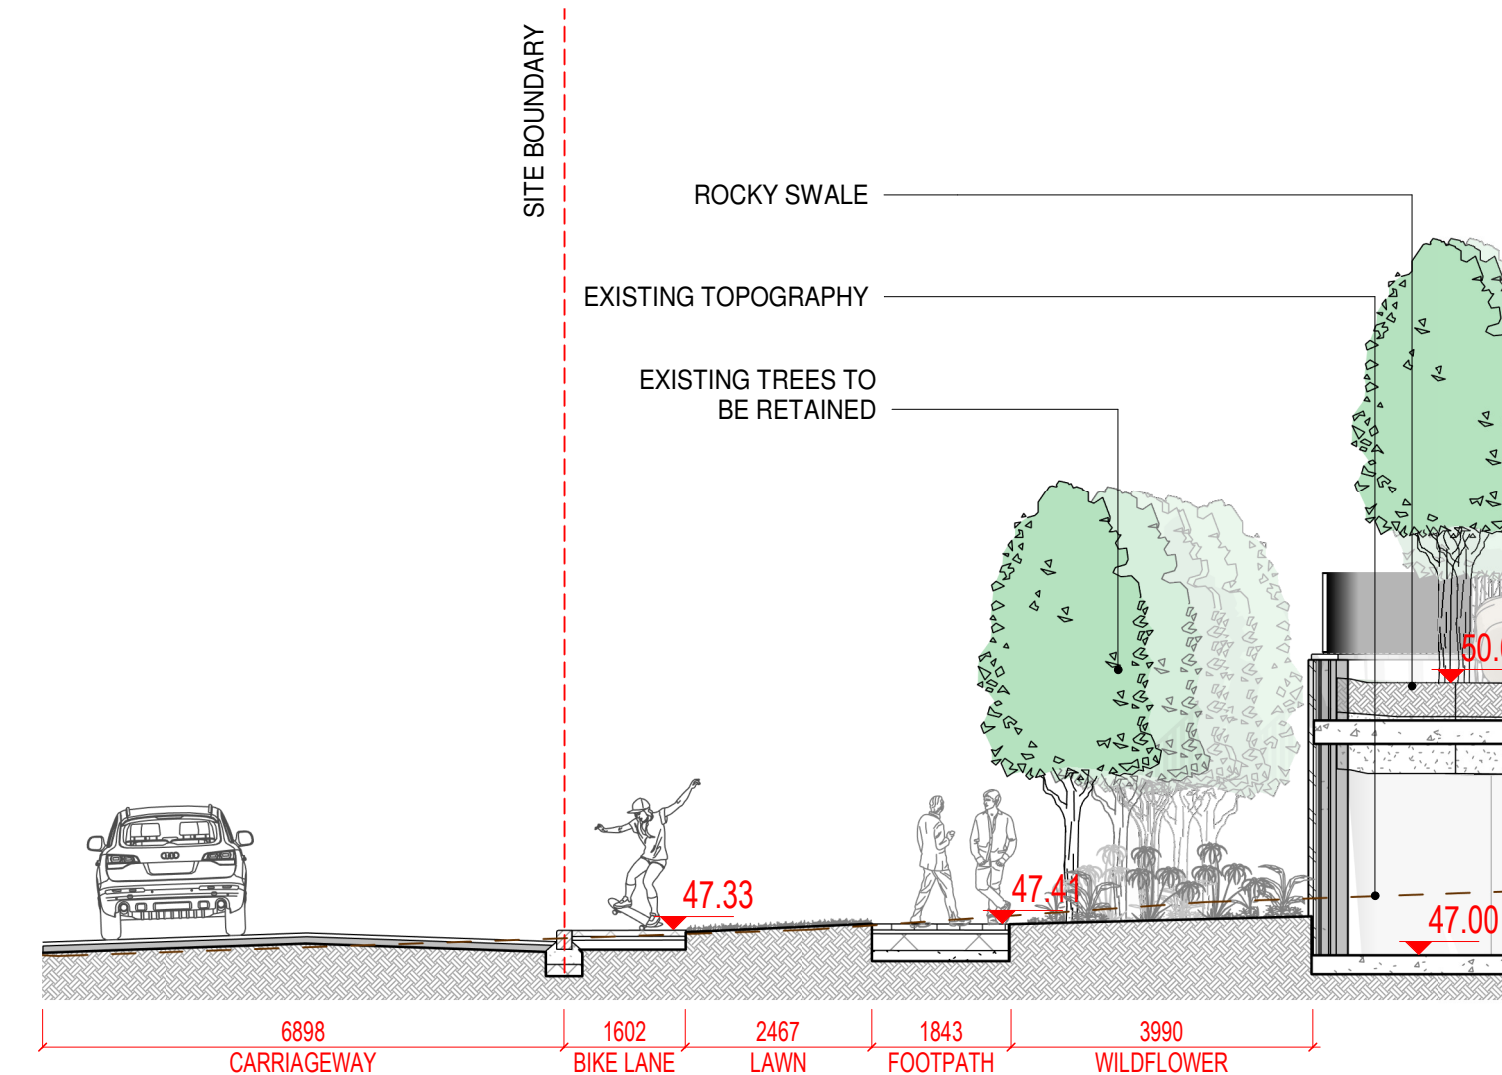 SITE BOUNDARY
ROCKY SWALE
EXISTING TOPOGRAPHY
EXISTING TREES TO
BE RETAINED
47.33
47.41
47.00
6898
CARRIAGEWAY
1602
BIKE LANE
2467
LAWN
1843
FOOTPATH
3990
WILDFLOWER